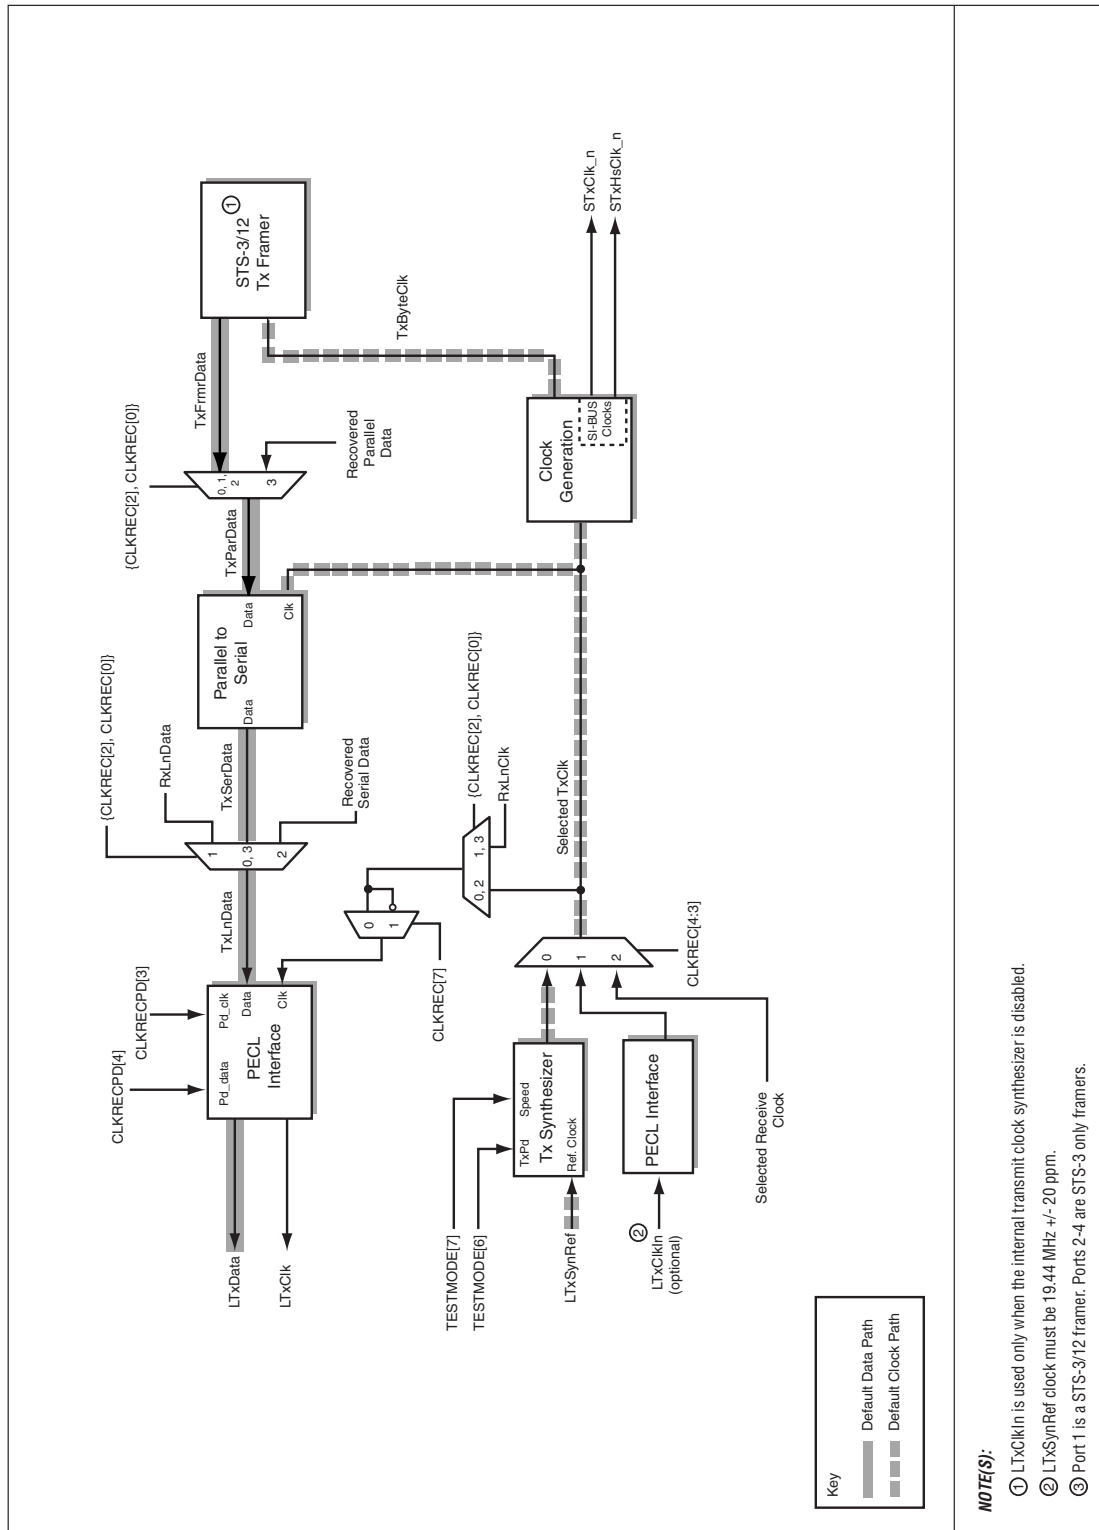 CLKRECPD[4]
CLKRECPD[3]
Pd_data
Pd_clk
PECL
Interface
Data
Clk
LTxData
LTxClk
TxLnData
{CLKREC[2], CLKREC[0]}
RxLnData
1
0, 3
2
Recovered
Serial Data
TxSerData
Parallel to
Serial
Data
Data
Clk
TxParData
{CLKREC[2], CLKREC[0]}
0, 1,
2
3
Recovered
Parallel
Data
TxFrmrData
STS-3/12
Tx Framer
1
TxByteClk
0
1
CLKREC[7]
0, 2
1, 3
{CLKREC[2], CLKREC[0]}
RxLnClk
Selected TxClk
Clock
Generation
SI-BUS
Clocks
STxClk_n
STxHsClk_n
TESTMODE[7]
TESTMODE[6]
TxPd
Speed
Tx Synthesizer
Ref. Clock
LTxSynRef
2
LTxClkIn
(optional)
PECL Interface
0
1
2
CLKREC[4:3]
Selected Receive
Clock
Key
Default Data Path
Default Clock Path
NOTE(S):
1 LTxClkIn is used only when the internal transmit clock synthesizer is disabled.
2 LTxSynRef clock must be 19.44 MHz +/- 20 ppm.
3 Port 1 is a STS-3/12 framer. Ports 2-4 are STS-3 only framers.